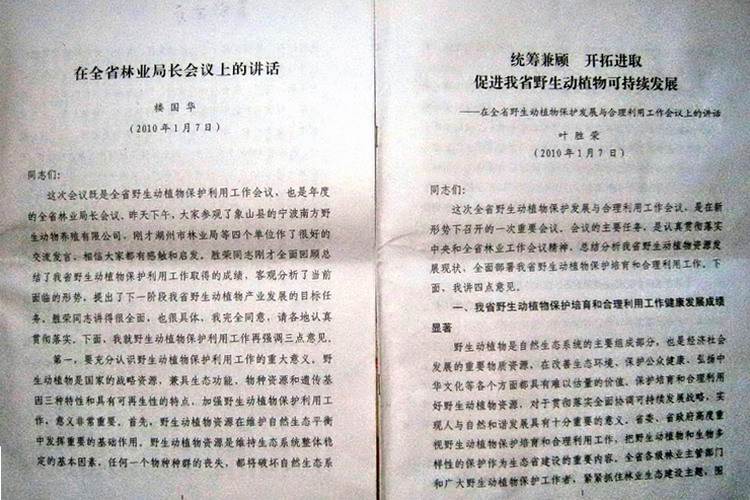 在全省林业局长会议上的讲话
楼国华
（2010年1月7日）
同志们：
这次会议既是全省野生动植物保护利用工作会议，也是年度
的全省林业局长会议。昨天下午，大家参观了象山县的宁波南方野
生动物养殖有限公司，刚才湖州市林业局等四个单位作了很好的
交流发言，相信大家都有感触和启发。胜荣同志刚才全面回顾总
结了我省野生动植物保护利用工作取得的成绩，客观分析了当前
面临的形势，提出了下一阶段我省野生动植物产业发展的目标任
务。胜荣同志讲得很全面，也很具体，我完全同意，请各地认真
贯彻落实。下面，我就野生动植物保护利用工作再强调三点意见。
第一，要充分认识野生动植物保护利用工作的重大意义。野
生动植物是国家的战略资源，兼具生态功能、物种资源和遗传基
因三种特性和具有可再生性的特点，加强野生动植物保护利用工
作，意义非常重要。首先，野生动植物资源在维护自然生态平衡
中发挥重要的基础作用。野生动植物资源是维持生态系统整体稳
定的基本因素，任何一个物种种群的丧失，都将破坏自然生态系
1
统筹兼顾 开拓进取
促进我省野生动植物可持续发展
——在全省野生动植物保护发展与合理利用工作会议上的讲话
叶胜荣
（2010年1月7日）
同志们：
这次全省野生动植物保护发展与合理利用工作会议，是在新
形势下召开的一次重要会议。会议的主要任务，是认真贯彻落实
中央和全省林业工作会议精神，总结分析我省野生动植物资源发
展现状，全面部署我省野生动植物保护培育和合理利用工作。下
面，我讲四点意见。
一、我省野生动植物保护培育和合理利用工作健康发展成绩
显著
野生动植物是自然生态系统的主要组成部分，也是经济社会
发展的重要物质资源，在改善生态环境、保护公众健康、弘扬中
华文化等各个方面都具有难以估量的价值。保护培育和合理利用
好野生动植物资源，对于贯彻落实全面协调可持续发展战略，实
现人与自然和谐发展具有十分重要的意义。省委、省政府高度重
视野生动植物保护培育和合理利用工作，把野生动植物和生物多
样性的保护作为生态省建设的重要内容。全省各级林业主管部门
和广大野生动植物保护工作者，紧紧抓住林业生态建设主题，围
1